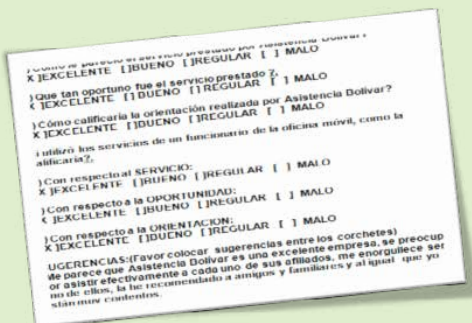 ) Cómo le pareció el servicio prestado por Asistencia Bolívar?
X ]EXCELENTE [ ]BUENO [ ]REGULAR [ ] MALO
) Que tan oportuno fue el servicio prestado ?,
X ]EXCELENTE [ ] BUENO [ ] REGULAR [ ] MALO
) Cómo calificaría la orientación realizada por Asistencia Bolívar?
X ]EXCELENTE [ ]BUENO [ ]REGULAR [ ] MALO
i utilizó los servicios de un funcionario de la oficina móvil, como la
alificaría?,
) Con respecto al SERVICIO:
X ]EXCELENTE [ ]BUENO [ ]REGULAR [ ] MALO
) Con respecto a la OPORTUNIDAD:
X ]EXCELENTE [ ]BUENO [ ]REGULAR [ ] MALO
) Con respecto a la ORIENTACION:
X ]EXCELENTE [ ]BUENO [ ]REGULAR [ ] MALO
UGERENCIAS:(Favor colocar sugerencias entre los corchetes)
Me parece que Asistencia Bolivar es una excelente empresa, se preocup
or asistir efectivamente a cada uno de sus afiliados, me enorgullece ser
no de ellos, la he recomendado a amigos y familiares y al igual que yo
stán muy contentos.